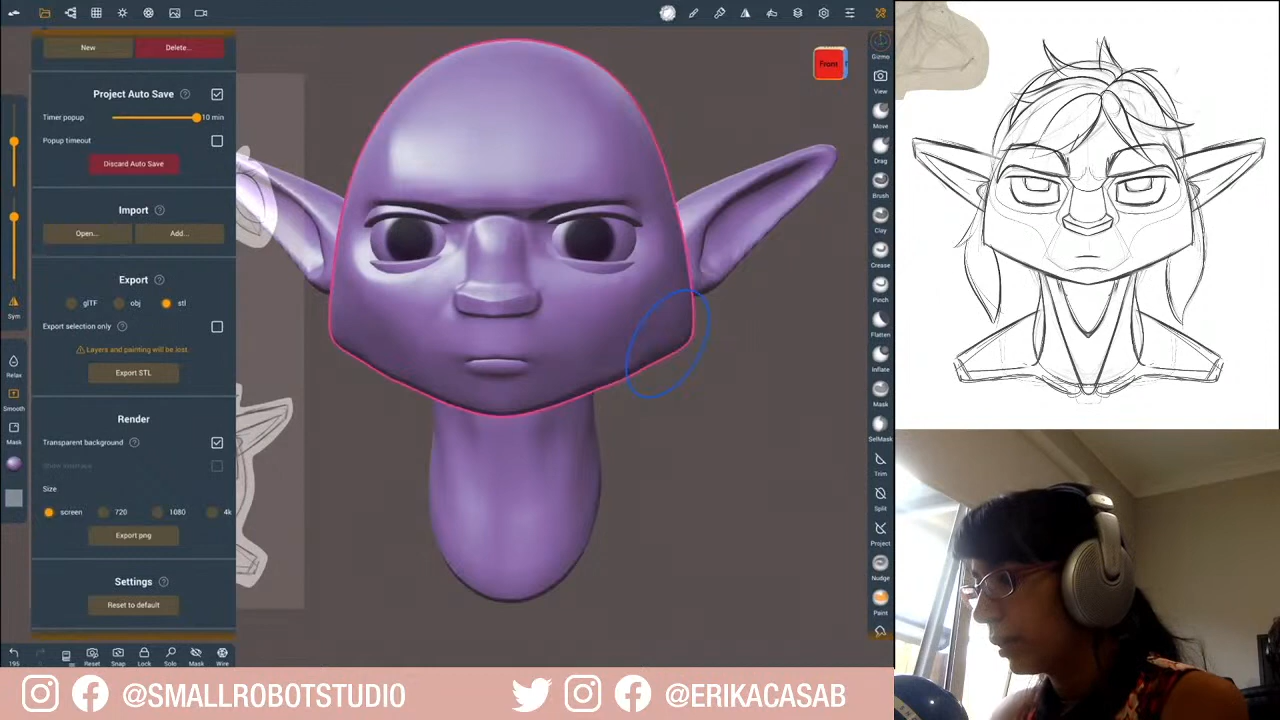 New
Delete...
Project Auto Save
Timer popup
10 min
Popup timeout
Discard Auto Save
Import
Open...
Add...
Export
glTF
obj
stl
Export selection only
Layers and painting will be lost.
Export STL
Render
Transparent background
Size
screen
720
1080
4k
Export png
Settings
Reset to default
Sym
Relax
Smooth
Mask
195
Reset
Snap
Lock
Solo
Mask
Wire
Front
Gizmo
View
Move
Drag
Brush
Clay
Crease
Pinch
Flatten
Inflate
Mask
SelMask
Trim
Split
Project
Nudge
Paint
@SMALLROBOTSTUDIO
@ERIKACASAB